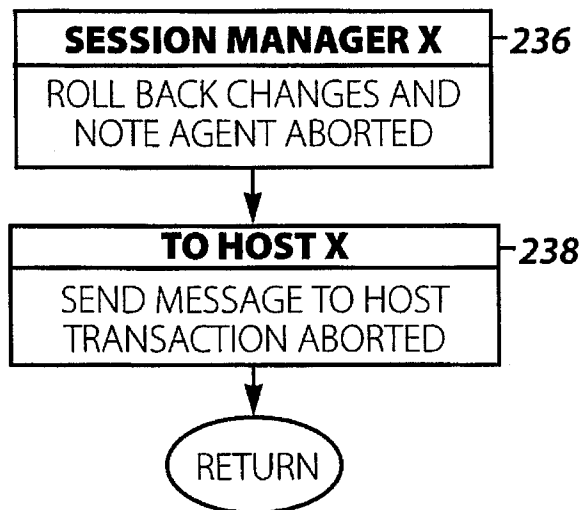 SESSION MANAGER X
236
ROLL BACK CHANGES AND
NOTE AGENT ABORTED
TO HOST X
238
SEND MESSAGE TO HOST
TRANSACTION ABORTED
RETURN